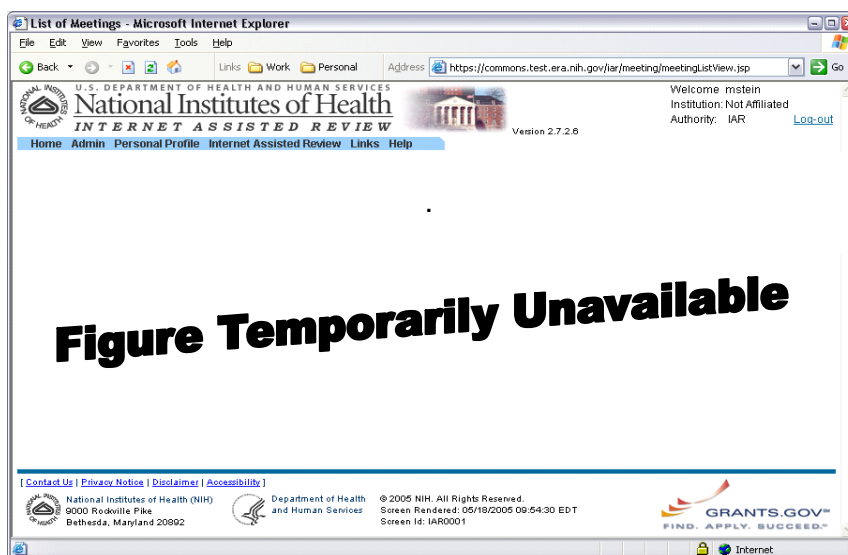 List of Meetings - Microsoft Internet Explorer
File Edit View Favorites Tools Help
Back Links Work Personal Address https://commons.test.era.nih.gov/iar/meeting/meetingListView.jsp Go
U.S. DEPARTMENT OF HEALTH AND HUMAN SERVICES
National Institutes of Health
INTERNET ASSISTED REVIEW
Version 2.7.2.6
Welcome mstein
Institution: Not Affiliated
Authority: IAR Log-out
Home Admin Personal Profile Internet Assisted Review Links Help
.
Figure Temporarily Unavailable
[ Contact Us | Privacy Notice | Disclaimer | Accessibility ]
National Institutes of Health (NIH)
9000 Rockville Pike
Bethesda, Maryland 20892
Department of Health
and Human Services
© 2005 NIH. All Rights Reserved.
Screen Rendered: 05/18/2005 09:54:30 EDT
Screen Id: IAR0001
GRANTS.GOV℠
FIND. APPLY. SUCCEED.℠
Internet